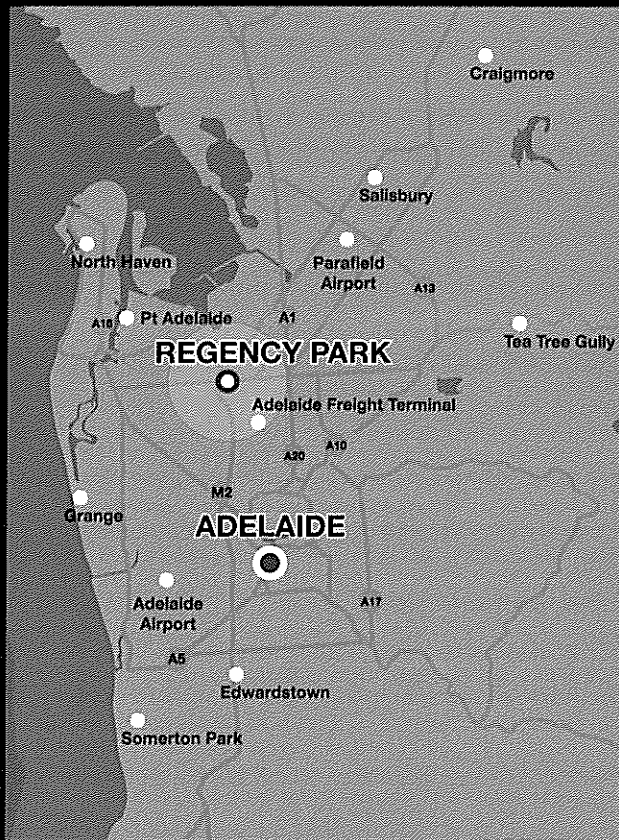 Craigmore
Salisbury
North Haven
Parafield
Airport
A13
A16
Pt Adelaide
A1
Tea Tree Gully
REGENCY PARK
Adelaide Freight Terminal
A10
A20
M2
Grange
ADELAIDE
Adelaide
Airport
A17
A5
Edwardstown
Somerton Park